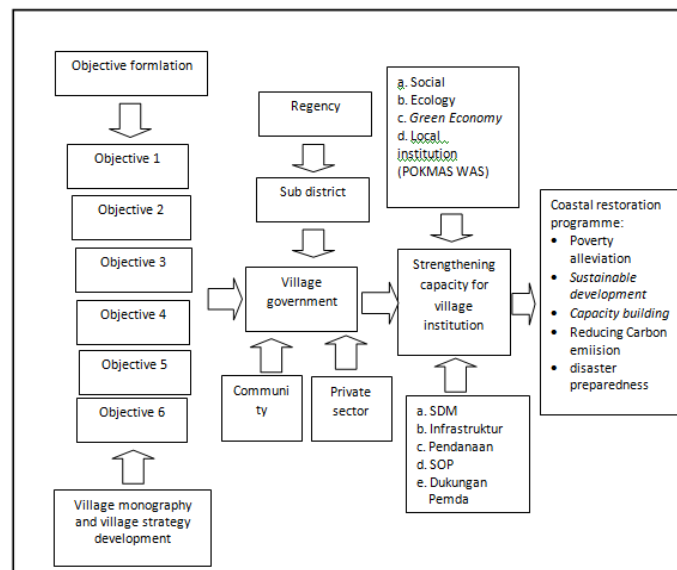 Objective formlation
Objective 1
Objective 2
Objective 3
Objective 4
Objective 5
Objective 6
Village monography
and village strategy
development
Regency
Sub district
Village
government
Communi
ty
Private
sector
a. Social
b. Ecology
c. Green Economy
d. Local
institution
(POKMAS WAS)
Strengthening
capacity for
village
institution
a. SDM
b. Infrastruktur
c. Pendanaan
d. SOP
e. Dukungan
Pemda
Coastal restoration
programme:
• Poverty
alleviation
• Sustainable
development
• Capacity building
• Reducing Carbon
emiision
• disaster
preparedness